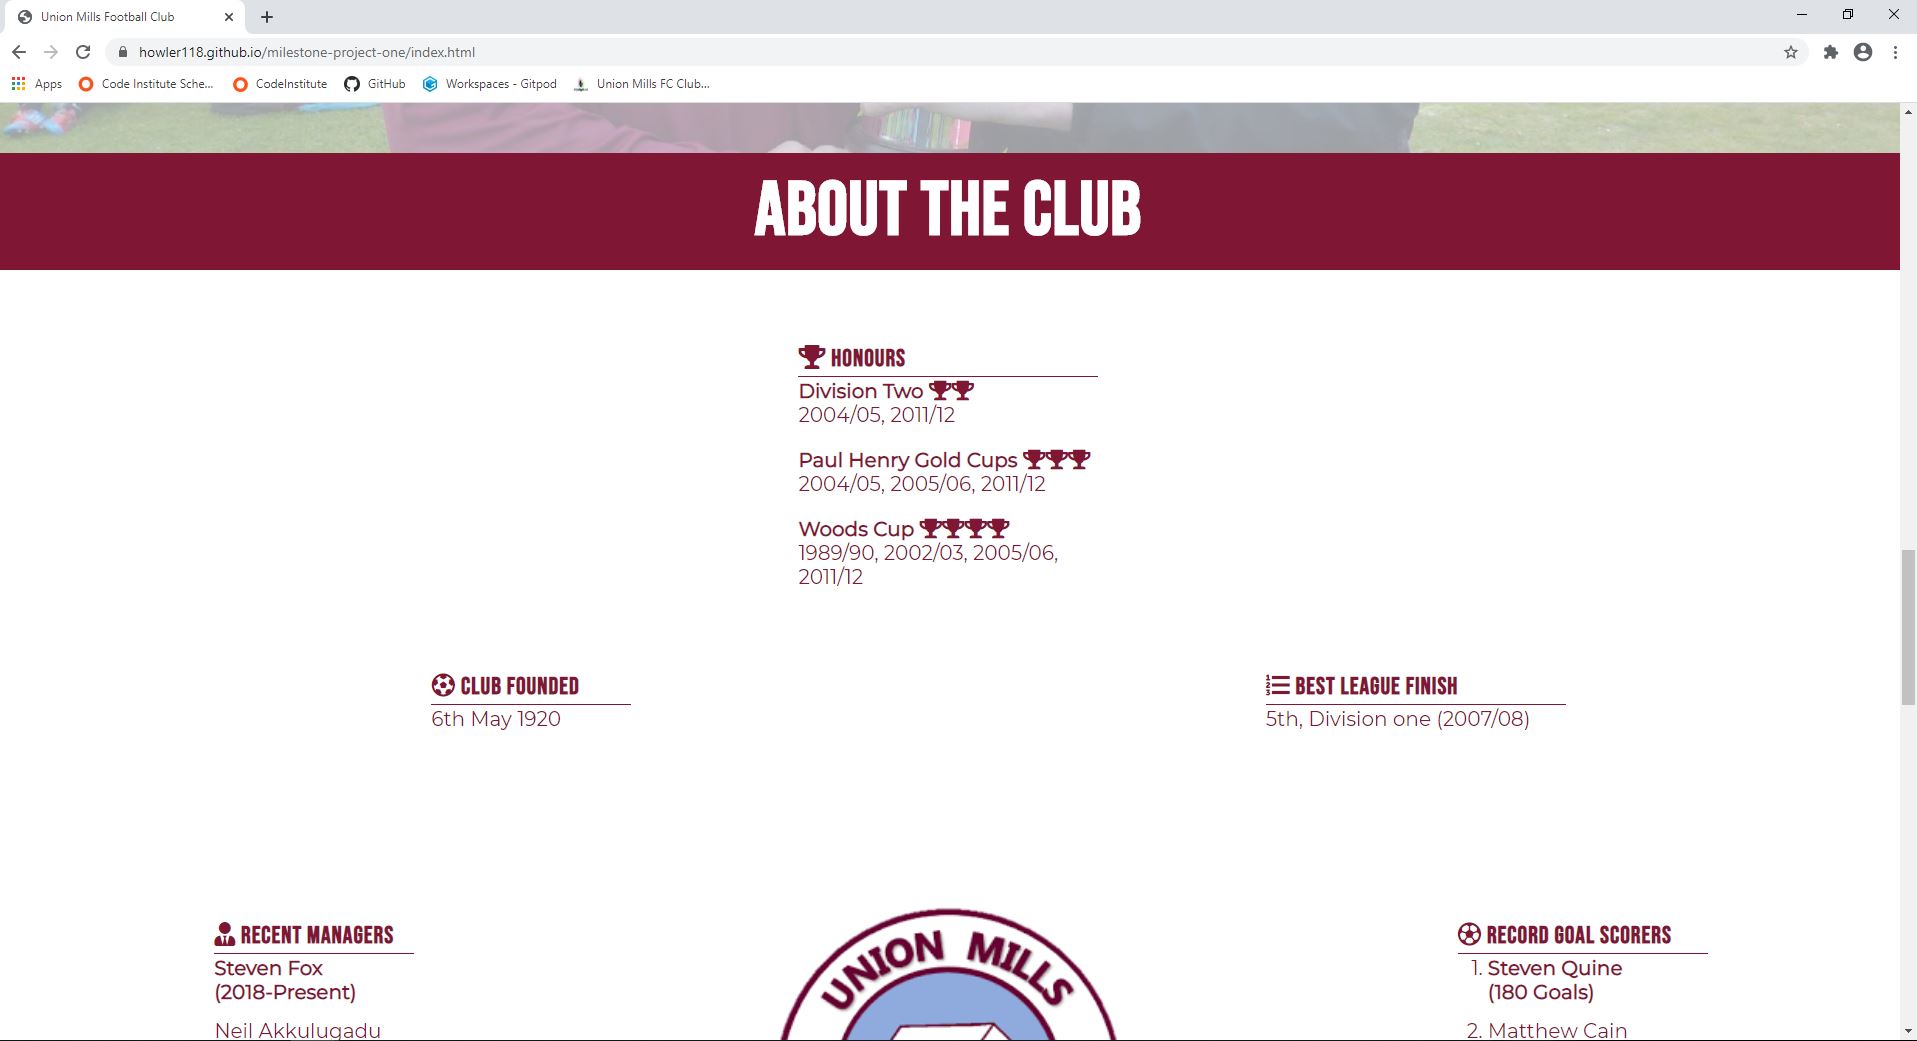 Union Mills Football Club
howler118.github.io/milestone-project-one/index.html
Apps
Code Institute Sche...
CodeInstitute
GitHub
Workspaces - Gitpod
Union Mills FC Club...
ABOUT THE CLUB
HONOURS
Division Two
2004/05, 2011/12
Paul Henry Gold Cups
2004/05, 2005/06, 2011/12
Woods Cup
1989/90, 2002/03, 2005/06,
2011/12
CLUB FOUNDED
6th May 1920
BEST LEAGUE FINISH
5th, Division one (2007/08)
RECENT MANAGERS
Steven Fox
(2018-Present)
Neil Akkulugadu
UNION MILLS
RECORD GOAL SCORERS
1. Steven Quine
(180 Goals)
2. Matthew Cain